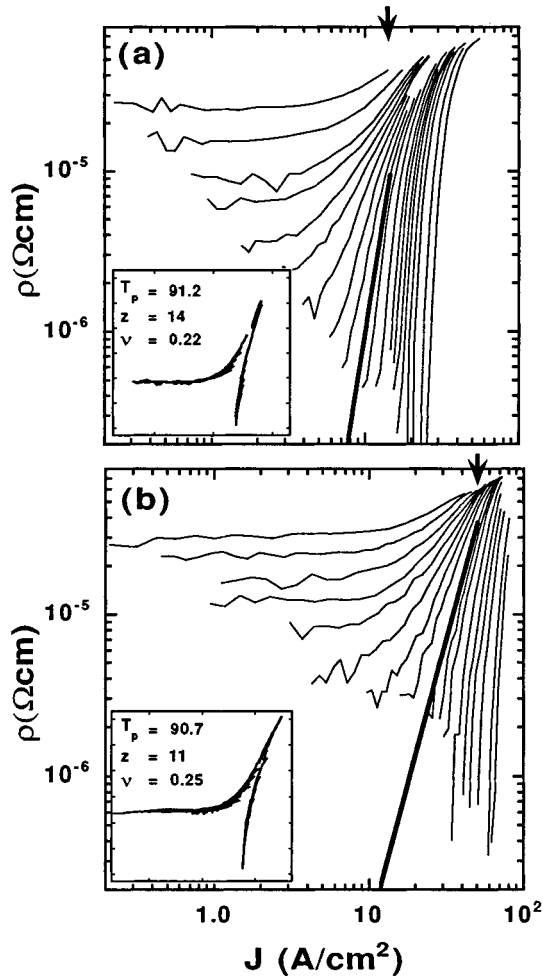 (a)
10⁻⁵
10⁻⁶
ρ(Ωcm)
T_p = 91.2
z = 14
ν = 0.22
(b)
10⁻⁵
10⁻⁶
ρ(Ωcm)
T_p = 90.7
z = 11
ν = 0.25
1.0 10 10²
J (A/cm²)